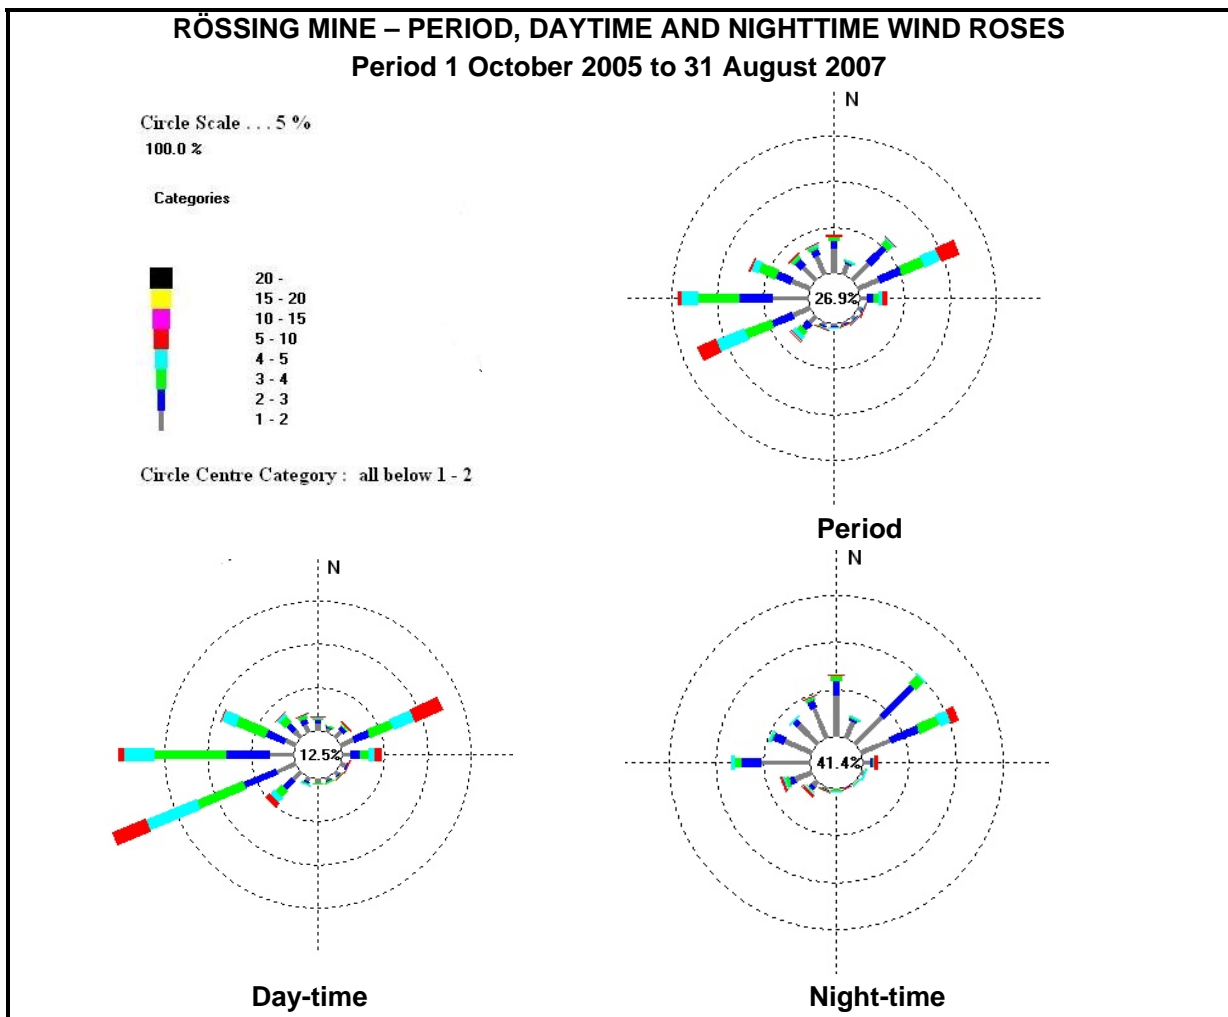 RÖSSING MINE – PERIOD, DAYTIME AND NIGHTTIME WIND ROSES
Period 1 October 2005 to 31 August 2007
Circle Scale . . . 5 %
100.0 %
Categories
20 -
15 - 20
10 - 15
5 - 10
4 - 5
3 - 4
2 - 3
1 - 2
Circle Centre Category : all below 1 - 2
N
26.9%
Period
N
12.5%
Day-time
N
41.4%
Night-time